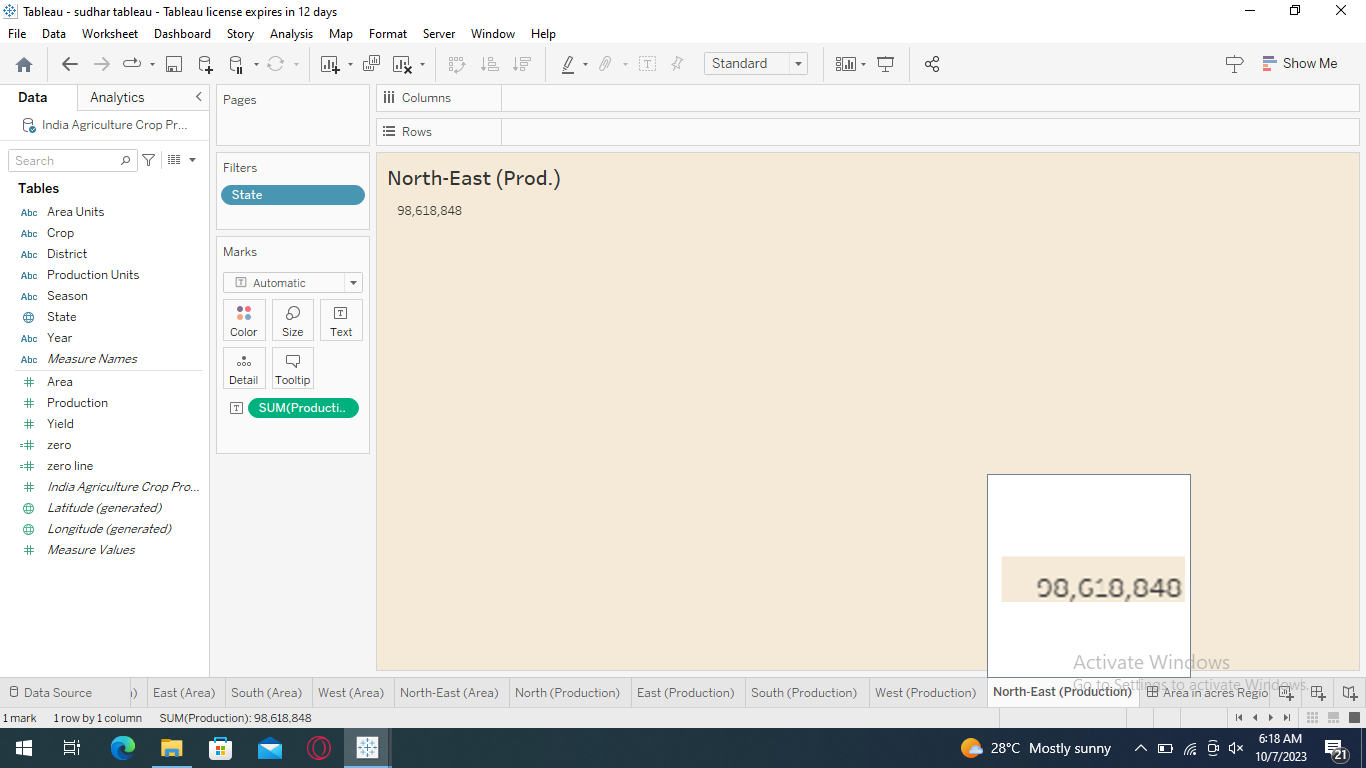 Tableau - sudhar tableau - Tableau license expires in 12 days
File Data Worksheet Dashboard Story Analysis Map Format Server Window Help
Standard
Show Me
Data Analytics
India Agriculture Crop Pr...
Search
Tables
Abc Area Units
Abc Crop
Abc District
Abc Production Units
Abc Season
State
Abc Year
Abc Measure Names
# Area
# Production
# Yield
=# zero
=# zero line
# India Agriculture Crop Pro...
Latitude (generated)
Longitude (generated)
# Measure Values
Pages
Filters
State
Marks
T Automatic
Color Size T Text
Detail Tooltip
T SUM(Producti..
Columns
Rows
North-East (Prod.)
98,618,848
98,618,848
Activate Windows
Go to Settings to activate Windows.
Data Source ) East (Area) South (Area) West (Area) North-East (Area) North (Production) East (Production) South (Production) West (Production) North-East (Production) Area in acres Regio
1 mark 1 row by 1 column SUM(Production): 98,618,848
28°C Mostly sunny
6:18 AM
10/7/2023
21